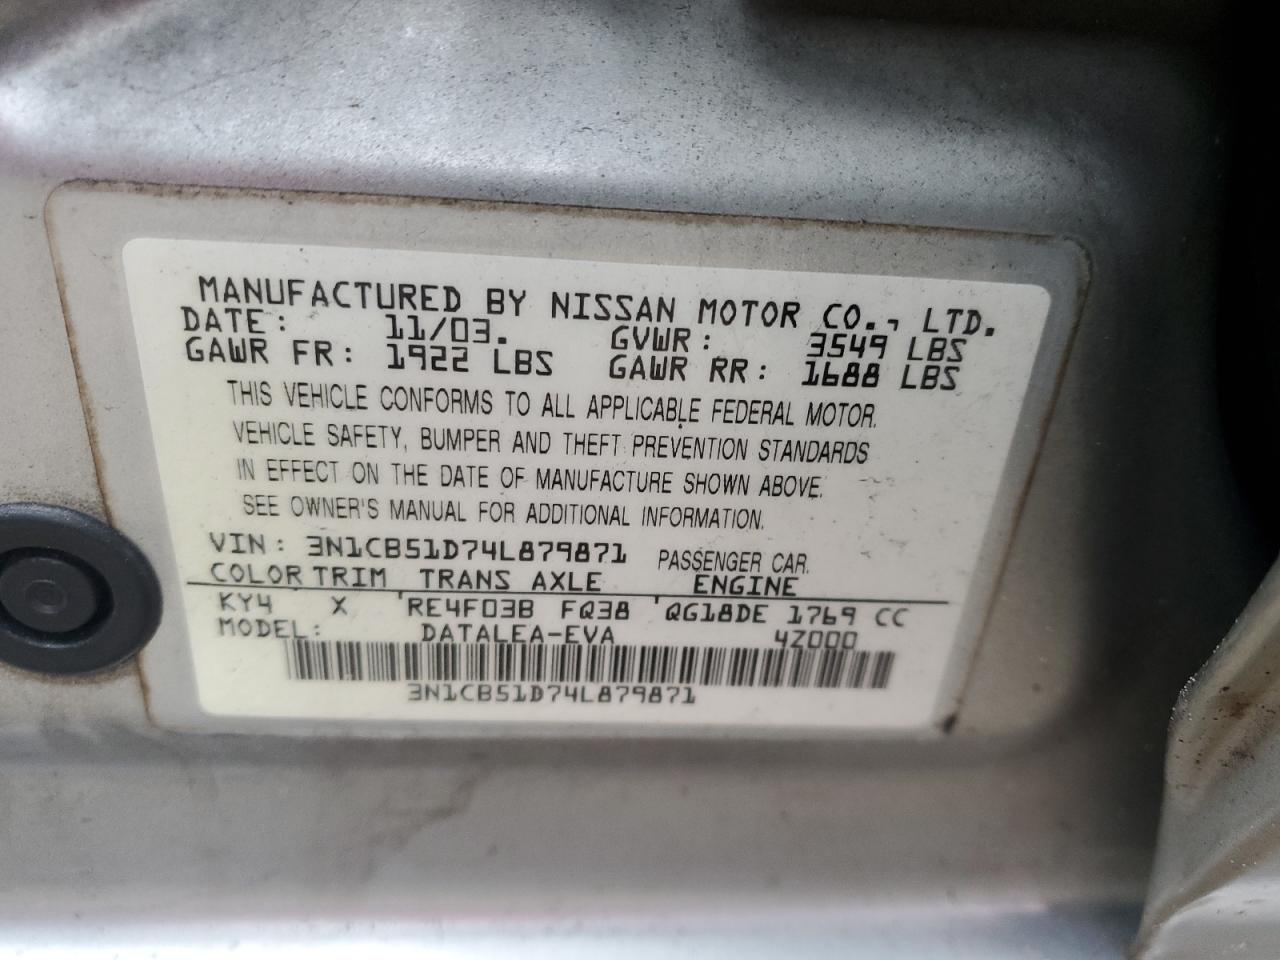 MANUFACTURED BY NISSAN MOTOR CO., LTD.
DATE: 11/03. GVWR: 3549 LBS
GAWR FR: 1922 LBS GAWR RR: 1688 LBS
THIS VEHICLE CONFORMS TO ALL APPLICABLE FEDERAL MOTOR.
VEHICLE SAFETY, BUMPER AND THEFT PREVENTION STANDARDS
IN EFFECT ON THE DATE OF MANUFACTURE SHOWN ABOVE.
SEE OWNER'S MANUAL FOR ADDITIONAL INFORMATION.
VIN: 3N1CB51D74L879871 PASSENGER CAR.
COLOR TRIM TRANS AXLE ENGINE
KY4 X RE4F03B FQ38 QG18DE 1769 CC
MODEL: DATALEA-EVA 4Z000
3N1CB51D74L879871